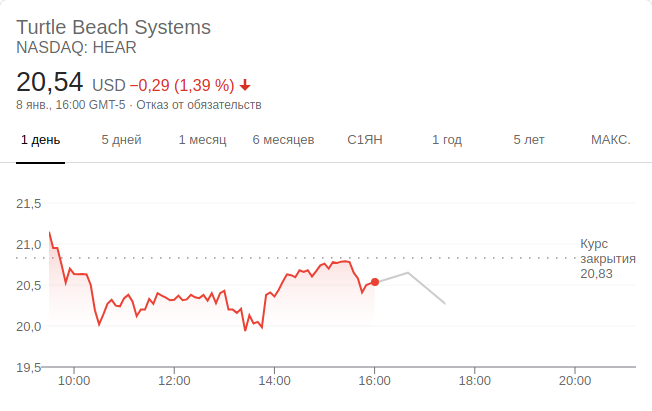 Turtle Beach Systems
NASDAQ: HEAR
20,54 USD −0,29 (1,39 %)
8 янв., 16:00 GMT-5 · Отказ от обязательств
1 день 5 дней 1 месяц 6 месяцев С1ЯН 1 год 5 лет МАКС.
21,5
21,0
Курс
закрытия
20,83
20,5
20,0
19,5
10:00 12:00 14:00 16:00 18:00 20:00